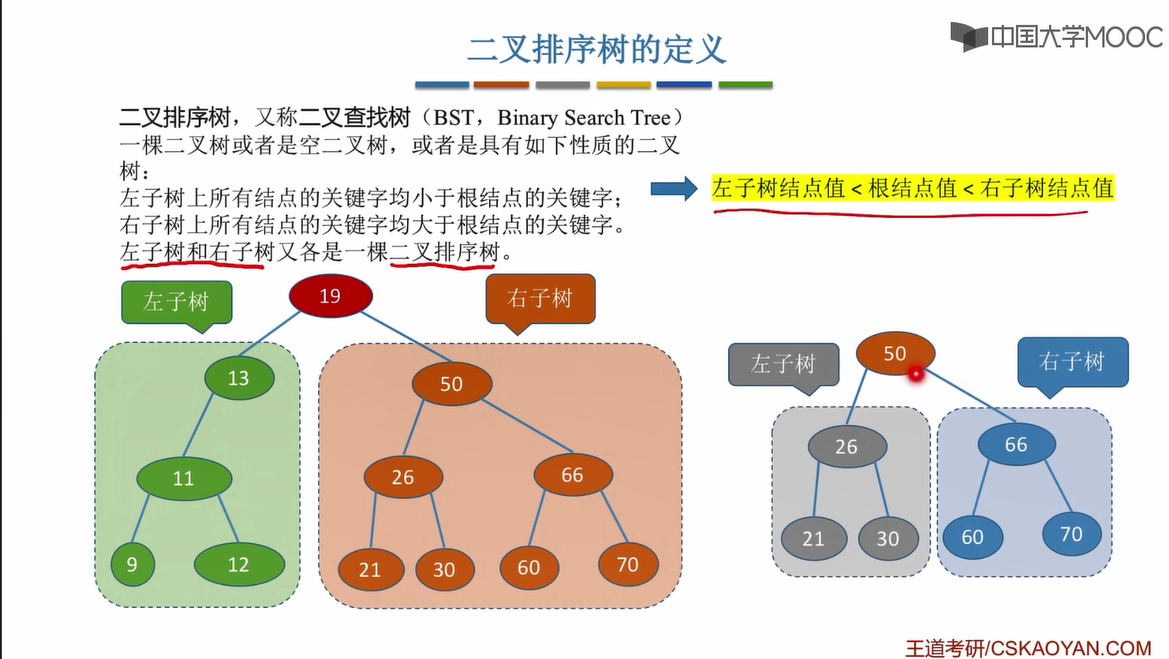 中国大学MOOC
二叉排序树的定义
二叉排序树，又称二叉查找树（BST，Binary Search Tree）
一棵二叉树或者是空二叉树，或者是具有如下性质的二叉
树：
左子树上所有结点的关键字均小于根结点的关键字；
右子树上所有结点的关键字均大于根结点的关键字。
左子树和右子树又各是一棵二叉排序树。
左子树结点值 < 根结点值 < 右子树结点值
左子树
19
右子树
13
50
11
26
66
9
12
21
30
60
70
左子树
50
右子树
26
66
21
30
60
70
王道考研/CSKAOYAN.COM